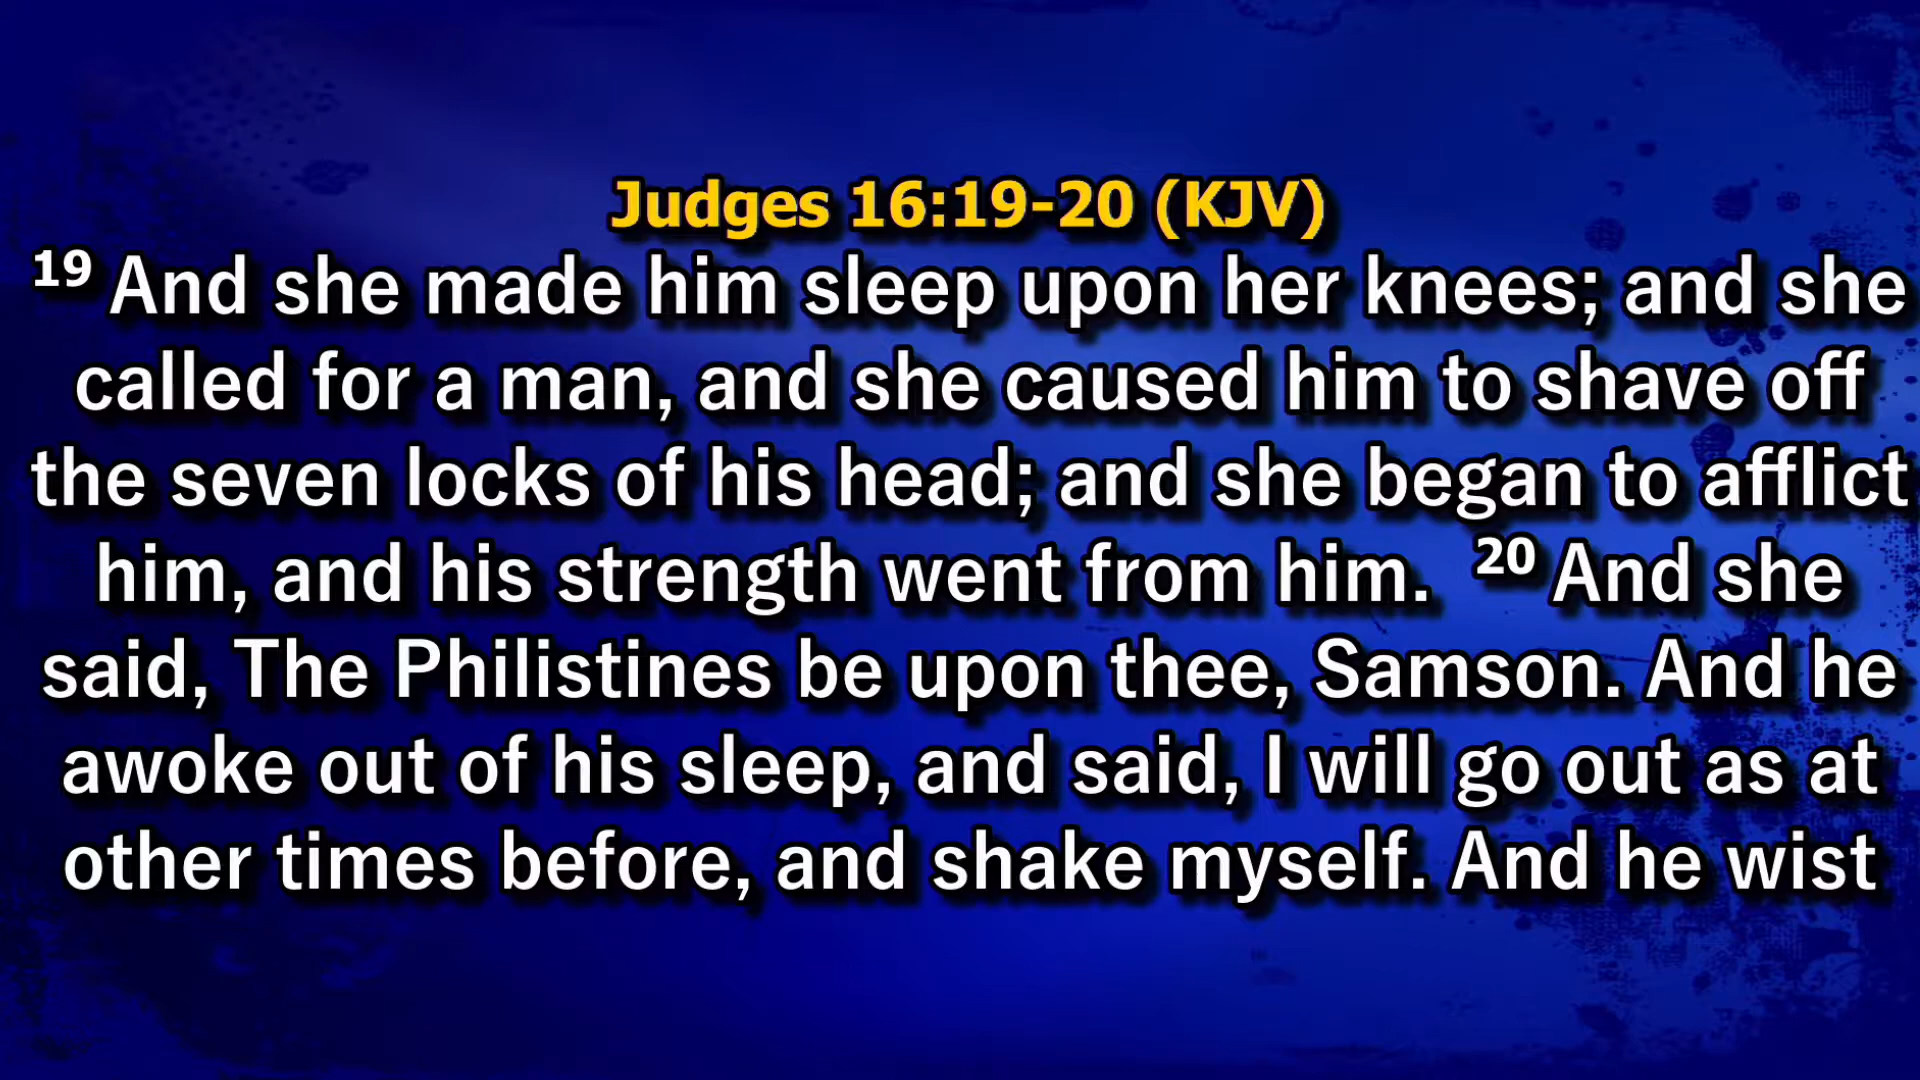 Judges 16:19-20 (KJV)
19 And she made him sleep upon her knees; and she
called for a man, and she caused him to shave off
the seven locks of his head; and she began to afflict
him, and his strength went from him. 20 And she
said, The Philistines be upon thee, Samson. And he
awoke out of his sleep, and said, I will go out as at
other times before, and shake myself. And he wist